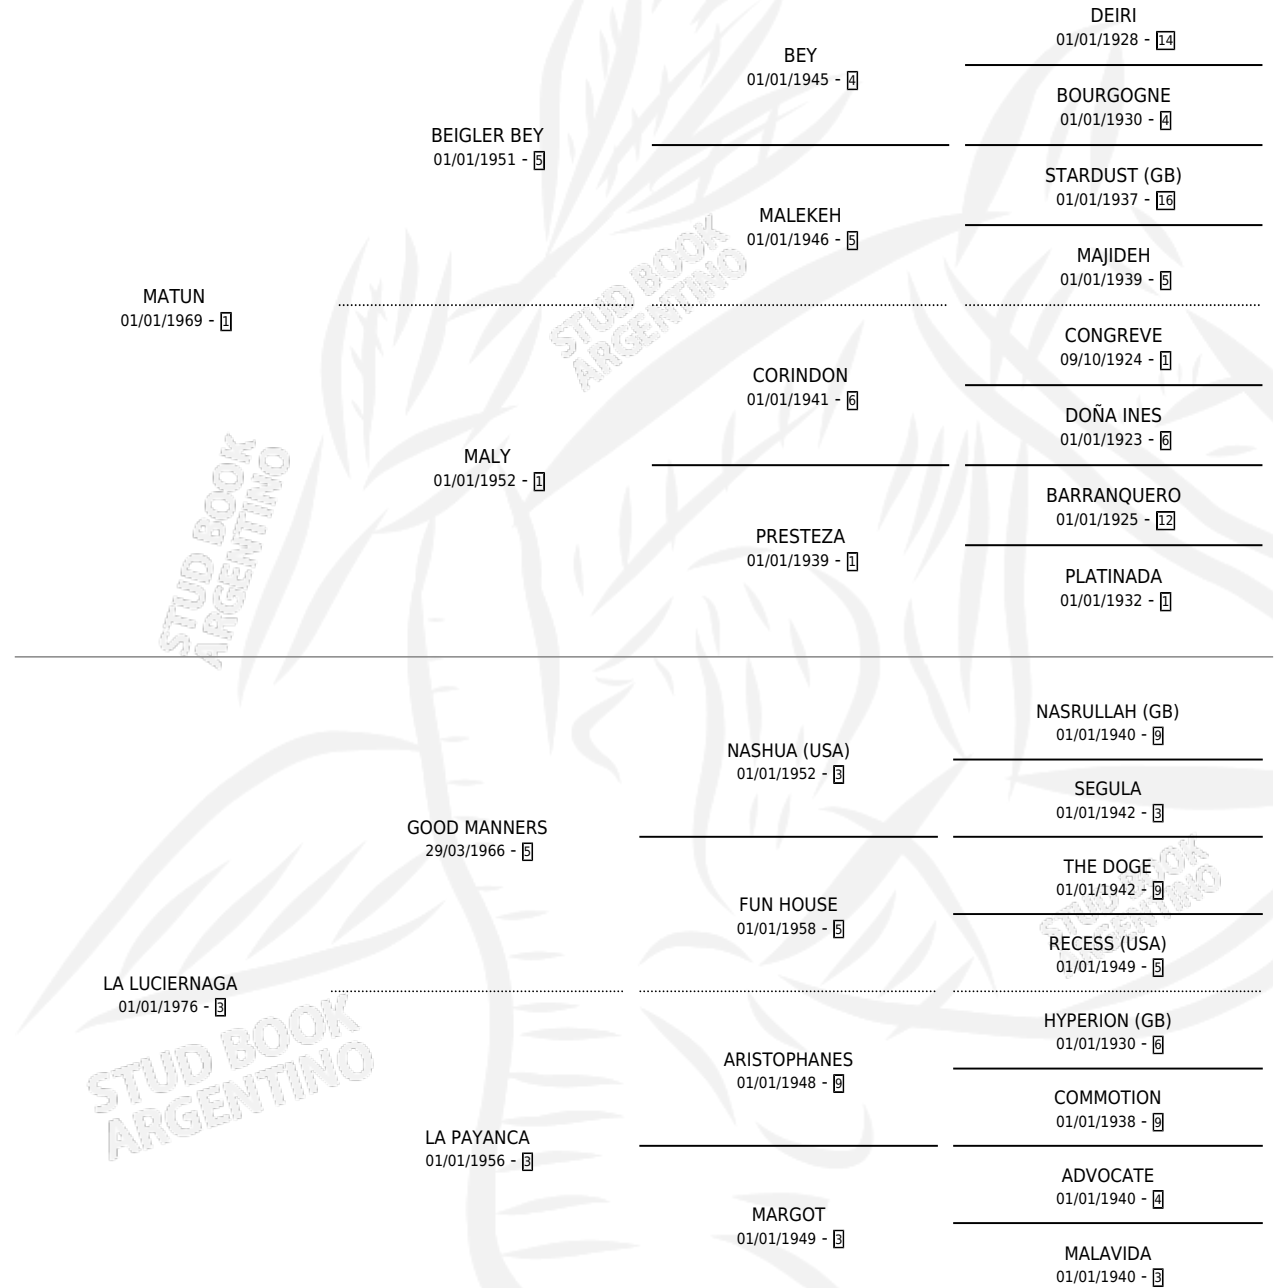 DEIRI
01/01/1928 - 14
BEY
01/01/1945 - 4
BOURGOGNE
01/01/1930 - 4
BEIGLER BEY
01/01/1951 - 5
STARDUST (GB)
01/01/1937 - 16
MALEKEH
01/01/1946 - 5
MAJIDEH
01/01/1939 - 5
MATUN
01/01/1969 - 1
STUD BOOK
ARGENTINO
CONGREVE
09/10/1924 - 1
CORINDON
01/01/1941 - 6
DOÑA INES
01/01/1923 - 6
MALY
01/01/1952 - 1
BARRANQUERO
01/01/1925 - 12
PRESTEZA
01/01/1939 - 1
PLATINADA
01/01/1932 - 1
STUD BOOK
ARGENTINO
NASRULLAH (GB)
01/01/1940 - 9
NASHUA (USA)
01/01/1952 - 3
SEGULA
01/01/1942 - 3
GOOD MANNERS
29/03/1966 - 5
THE DOGE
01/01/1942 - 9
FUN HOUSE
01/01/1958 - 5
STUD BOOK
ARGENTINO
RECESS (USA)
01/01/1949 - 5
LA LUCIERNAGA
01/01/1976 - 3
HYPERION (GB)
01/01/1930 - 6
ARISTOPHANES
01/01/1948 - 9
COMMOTION
01/01/1938 - 9
STUD BOOK
ARGENTINO
LA PAYANCA
01/01/1956 - 3
ADVOCATE
01/01/1940 - 4
MARGOT
01/01/1949 - 3
MALAVIDA
01/01/1940 - 3